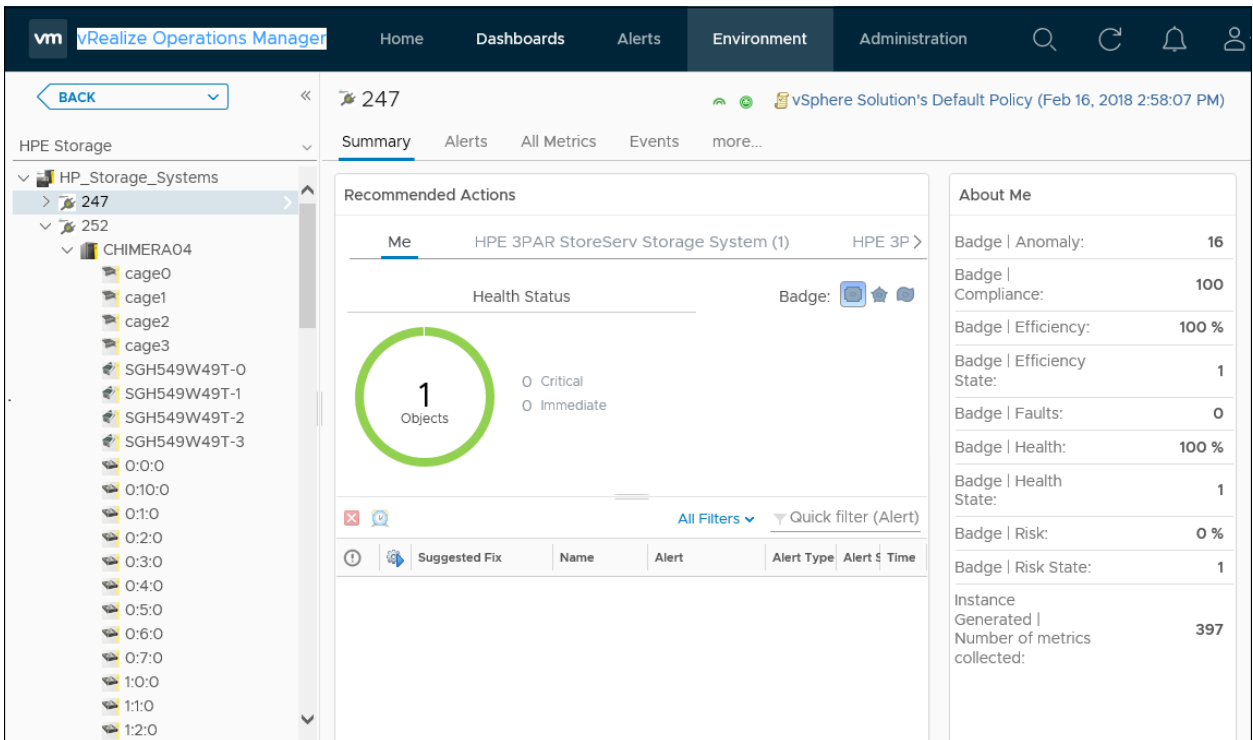 vm vRealize Operations Manager Home Dashboards Alerts Environment Administration
BACK
HPE Storage
HP_Storage_Systems
247
252
CHIMERA04
cage0
cage1
cage2
cage3
SGH549W49T-0
SGH549W49T-1
SGH549W49T-2
SGH549W49T-3
0:0:0
0:10:0
0:1:0
0:2:0
0:3:0
0:4:0
0:5:0
0:6:0
0:7:0
1:0:0
1:1:0
1:2:0
247
vSphere Solution's Default Policy (Feb 16, 2018 2:58:07 PM)
Summary Alerts All Metrics Events more...
Recommended Actions
Me HPE 3PAR StoreServ Storage System (1) HPE 3P
Health Status Badge:
1
Objects
0 Critical
0 Immediate
All Filters Quick filter (Alert)
Suggested Fix Name Alert Alert Type Alert S Time
About Me
Badge | Anomaly: 16
Badge |
Compliance: 100
Badge | Efficiency: 100 %
Badge | Efficiency
State: 1
Badge | Faults: 0
Badge | Health: 100 %
Badge | Health
State: 1
Badge | Risk: 0 %
Badge | Risk State: 1
Instance
Generated |
Number of metrics
collected: 397